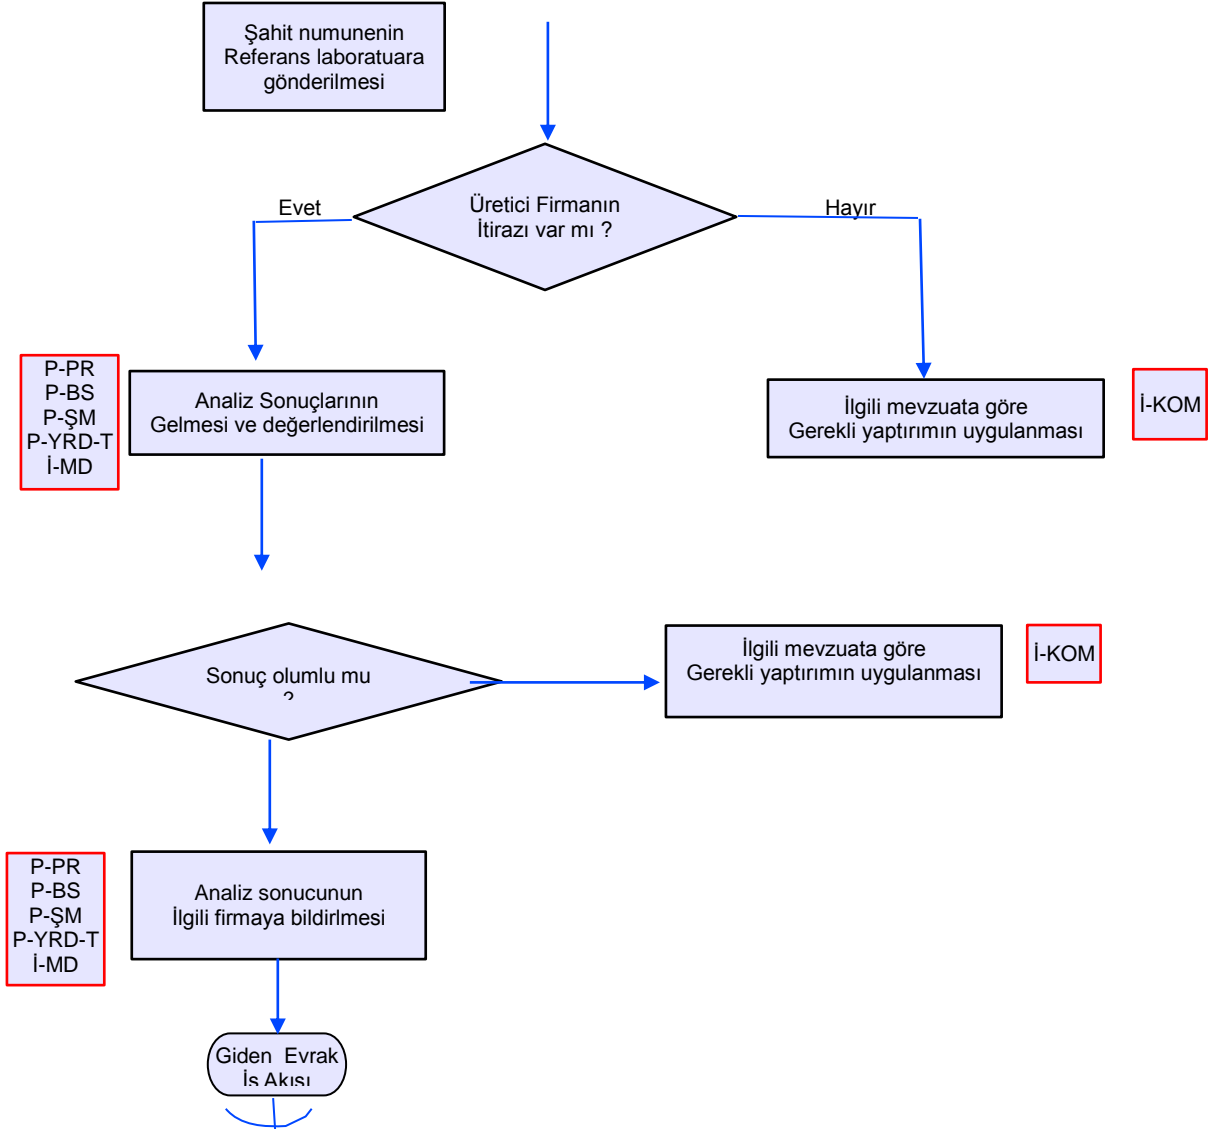 Şahit numunenin
Referans laboratuara
gönderilmesi
Üretici Firmanın
İtirazı var mı ?
Evet
Hayır
P-PR
P-BS
P-ŞM
P-YRD-T
İ-MD
Analiz Sonuçlarının
Gelmesi ve değerlendirilmesi
İlgili mevzuata göre
Gerekli yaptırımın uygulanması
İ-KOM
Sonuç olumlu mu
?
İlgili mevzuata göre
Gerekli yaptırımın uygulanması
İ-KOM
P-PR
P-BS
P-ŞM
P-YRD-T
İ-MD
Analiz sonucunun
İlgili firmaya bildirlmesi
Giden Evrak
İş Akışı